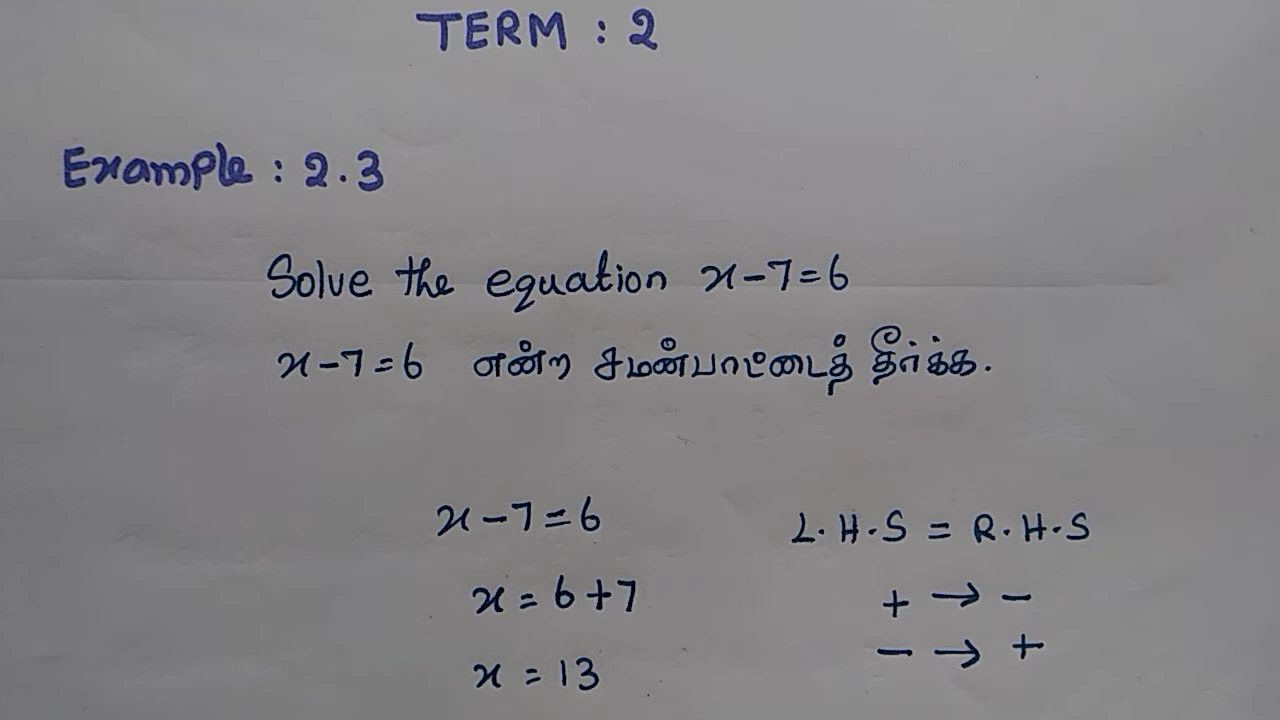 TERM : 2
Example : 2.3
Solve the equation x-7=6
x-7=6 என்ற சமன்பாட்டைத் தீர்க்க.
x-7=6
L.H.S = R.H.S
x = 6+7
+ → -
- → +
x = 13